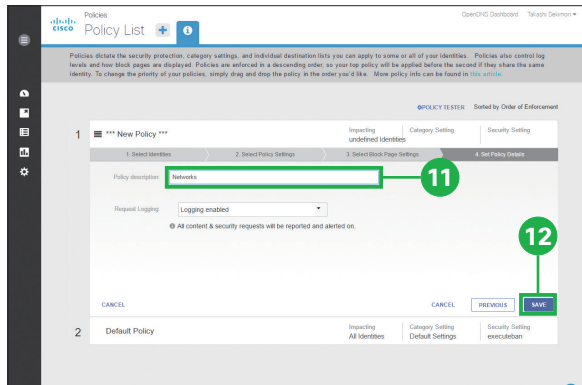 Policies
OpenDNS Dashboard Takashi Sekimon
CISCO
Policy List
Policies dictate the security protection, category settings, and individual destination lists you can apply to some or all of your identities. Policies also control log
levels and how block pages are displayed. Policies are enforced in a descending order, so your top policy will be applied before the second if they share the same
identity. To change the priority of your policies, simply drag and drop the policy in the order you'd like. More policy info can be found in this article.
POLICY TESTER Sorted by Order of Enforcement
1 *** New Policy *** Impacting Category Setting Security Setting
undefined Identities
1. Select Identities 2. Select Policy Settings 3. Select Block Page Settings 4. Set Policy Details
Policy description: Networks
11
Request Logging: Logging enabled
All content & security requests will be reported and alerted on.
12
CANCEL CANCEL PREVIOUS SAVE
2 Default Policy Impacting Category Setting Security Setting
All Identities Default Settings executeban